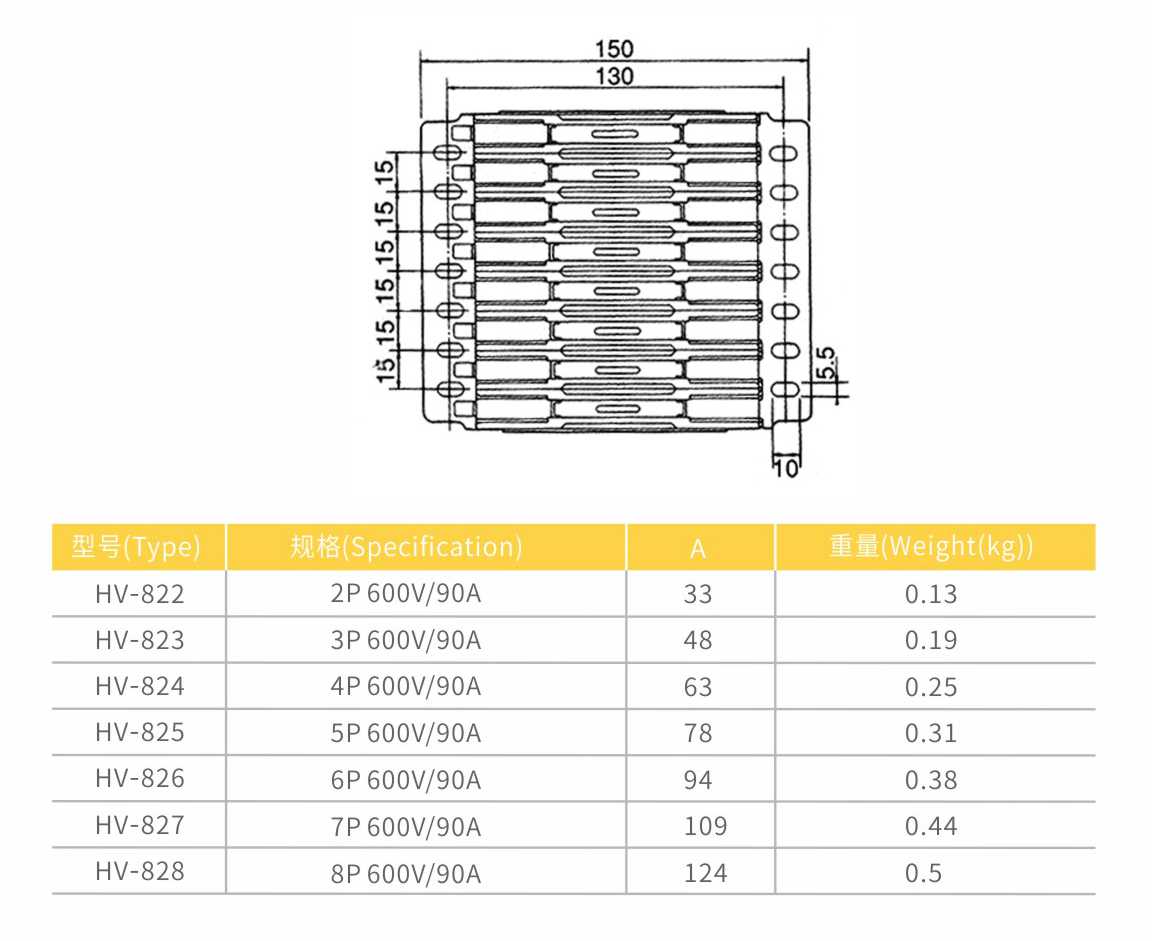 150
130
15
15
15
15
15
15
5.5
10
型号(Type) 规格(Specification) A 重量(Weight(kg))
HV-822 2P 600V/90A 33 0.13
HV-823 3P 600V/90A 48 0.19
HV-824 4P 600V/90A 63 0.25
HV-825 5P 600V/90A 78 0.31
HV-826 6P 600V/90A 94 0.38
HV-827 7P 600V/90A 109 0.44
HV-828 8P 600V/90A 124 0.5